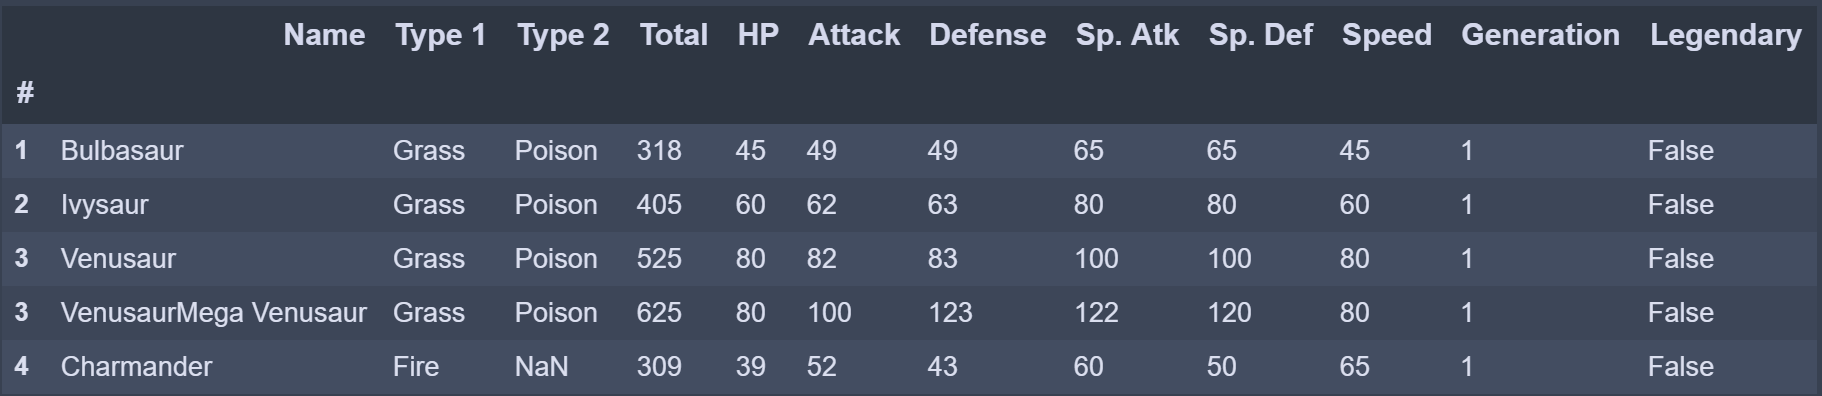 Name Type 1 Type 2 Total HP Attack Defense Sp. Atk Sp. Def Speed Generation Legendary
#
1 Bulbasaur Grass Poison 318 45 49 49 65 65 45 1 False
2 Ivysaur Grass Poison 405 60 62 63 80 80 60 1 False
3 Venusaur Grass Poison 525 80 82 83 100 100 80 1 False
3 VenusaurMega Venusaur Grass Poison 625 80 100 123 122 120 80 1 False
4 Charmander Fire NaN 309 39 52 43 60 50 65 1 False